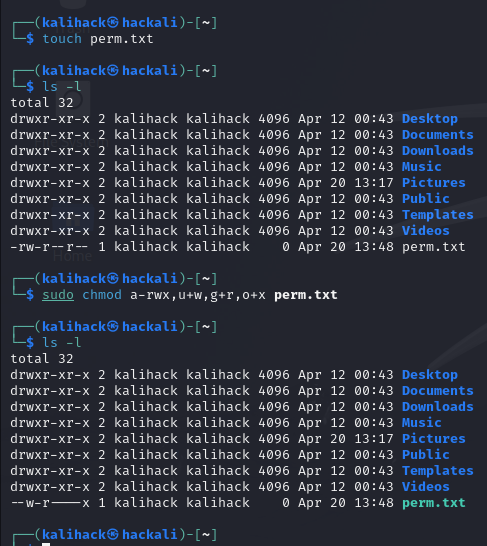 ┌──(kalihack㉿hackali)-[~]
└─$ touch perm.txt
┌──(kalihack㉿hackali)-[~]
└─$ ls -l
total 32
drwxr-xr-x 2 kalihack kalihack 4096 Apr 12 00:43 Desktop
drwxr-xr-x 2 kalihack kalihack 4096 Apr 12 00:43 Documents
drwxr-xr-x 2 kalihack kalihack 4096 Apr 12 00:43 Downloads
drwxr-xr-x 2 kalihack kalihack 4096 Apr 12 00:43 Music
drwxr-xr-x 2 kalihack kalihack 4096 Apr 20 13:17 Pictures
drwxr-xr-x 2 kalihack kalihack 4096 Apr 12 00:43 Public
drwxr-xr-x 2 kalihack kalihack 4096 Apr 12 00:43 Templates
drwxr-xr-x 2 kalihack kalihack 4096 Apr 12 00:43 Videos
-rw-r--r-- 1 kalihack kalihack    0 Apr 20 13:48 perm.txt
Home
┌──(kalihack㉿hackali)-[~]
└─$ sudo chmod a-rwx,u+w,g+r,o+x perm.txt
┌──(kalihack㉿hackali)-[~]
└─$ ls -l
total 32
drwxr-xr-x 2 kalihack kalihack 4096 Apr 12 00:43 Desktop
drwxr-xr-x 2 kalihack kalihack 4096 Apr 12 00:43 Documents
drwxr-xr-x 2 kalihack kalihack 4096 Apr 12 00:43 Downloads
drwxr-xr-x 2 kalihack kalihack 4096 Apr 12 00:43 Music
drwxr-xr-x 2 kalihack kalihack 4096 Apr 20 13:17 Pictures
drwxr-xr-x 2 kalihack kalihack 4096 Apr 12 00:43 Public
drwxr-xr-x 2 kalihack kalihack 4096 Apr 12 00:43 Templates
drwxr-xr-x 2 kalihack kalihack 4096 Apr 12 00:43 Videos
--w-r----x 1 kalihack kalihack    0 Apr 20 13:48 perm.txt
┌──(kalihack㉿hackali)-[~]
└─$